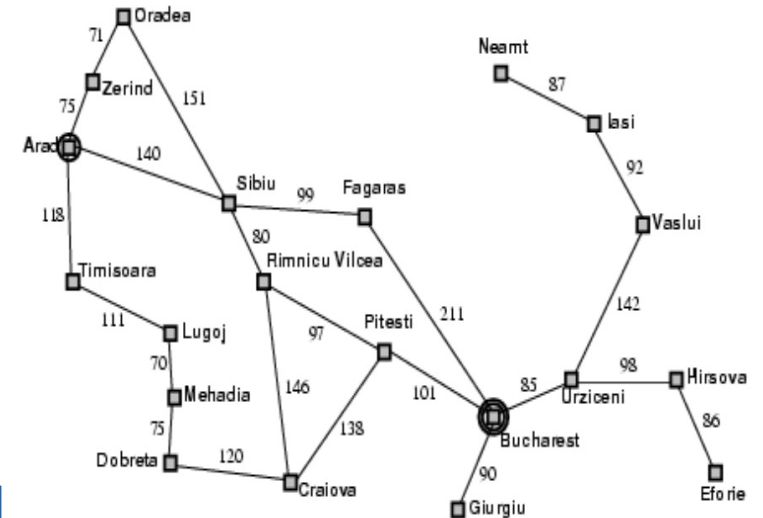 Oradea
71
Neamt
Zerind
87
151
75
Iasi
Arad
140
92
Sibiu
Fagaras
99
118
Vaslui
80
Timisoara
Rimnicu Vilcea
142
111
211
Lugoj
97
Pitesti
70
98
Hirsova
146
101
85
Mehadia
Urziceni
86
75
138
Bucharest
Dobreta
120
90
Craiova
Eforie
Giurgiu